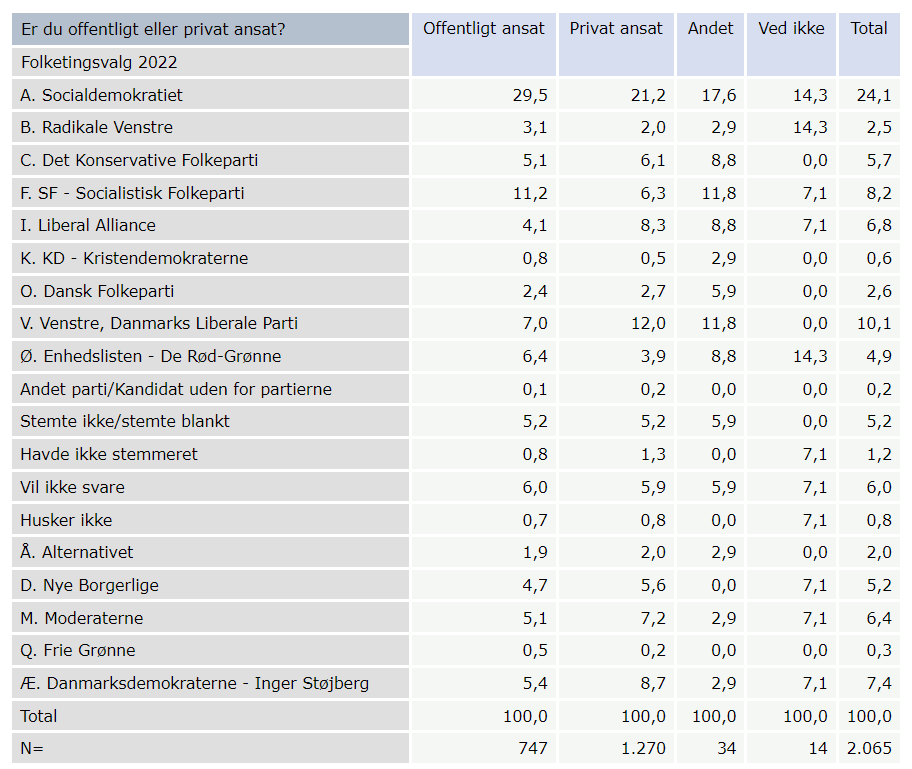 Er du offentligt eller privat ansat? Offentligt ansat Privat ansat Andet Ved ikke Total
Folketingsvalg 2022
A. Socialdemokratiet 29,5 21,2 17,6 14,3 24,1
B. Radikale Venstre 3,1 2,0 2,9 14,3 2,5
C. Det Konservative Folkeparti 5,1 6,1 8,8 0,0 5,7
F. SF - Socialistisk Folkeparti 11,2 6,3 11,8 7,1 8,2
I. Liberal Alliance 4,1 8,3 8,8 7,1 6,8
K. KD - Kristendemokraterne 0,8 0,5 2,9 0,0 0,6
O. Dansk Folkeparti 2,4 2,7 5,9 0,0 2,6
V. Venstre, Danmarks Liberale Parti 7,0 12,0 11,8 0,0 10,1
Ø. Enhedslisten - De Rød-Grønne 6,4 3,9 8,8 14,3 4,9
Andet parti/Kandidat uden for partierne 0,1 0,2 0,0 0,0 0,2
Stemte ikke/stemte blankt 5,2 5,2 5,9 0,0 5,2
Havde ikke stemmeret 0,8 1,3 0,0 7,1 1,2
Vil ikke svare 6,0 5,9 5,9 7,1 6,0
Husker ikke 0,7 0,8 0,0 7,1 0,8
Å. Alternativet 1,9 2,0 2,9 0,0 2,0
D. Nye Borgerlige 4,7 5,6 0,0 7,1 5,2
M. Moderaterne 5,1 7,2 2,9 7,1 6,4
Q. Frie Grønne 0,5 0,2 0,0 0,0 0,3
Æ. Danmarksdemokraterne - Inger Støjberg 5,4 8,7 2,9 7,1 7,4
Total 100,0 100,0 100,0 100,0 100,0
N= 747 1.270 34 14 2.065